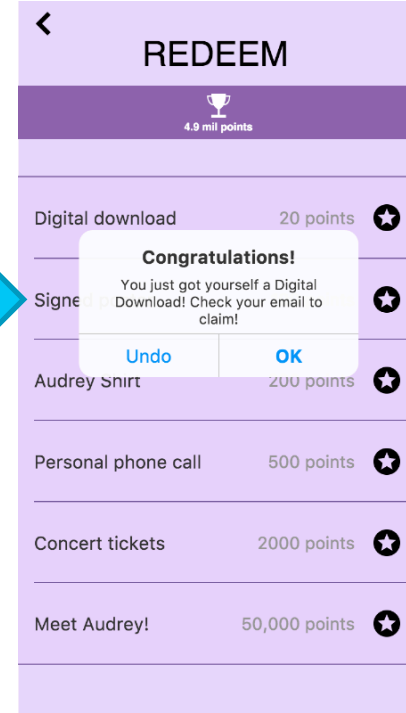 REDEEM
4.9 mil points
Digital download 20 points
Congratulations!
You just got yourself a Digital
Download! Check your email to
claim!
Signed
Undo OK
Audrey Shirt 200 points
Personal phone call 500 points
Concert tickets 2000 points
Meet Audrey! 50,000 points